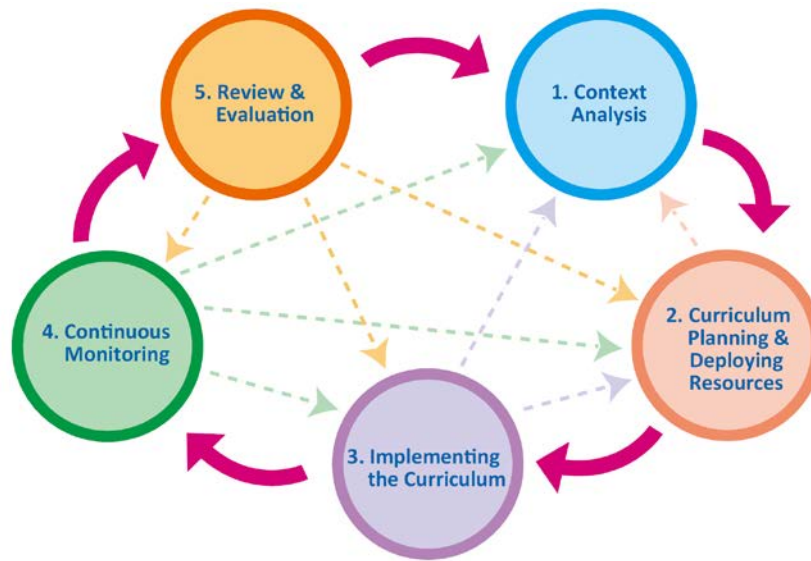 1. Context
Analysis
2. Curriculum
Planning &
Deploying
Resources
3. Implementing
the Curriculum
4. Continuous
Monitoring
5. Review &
Evaluation